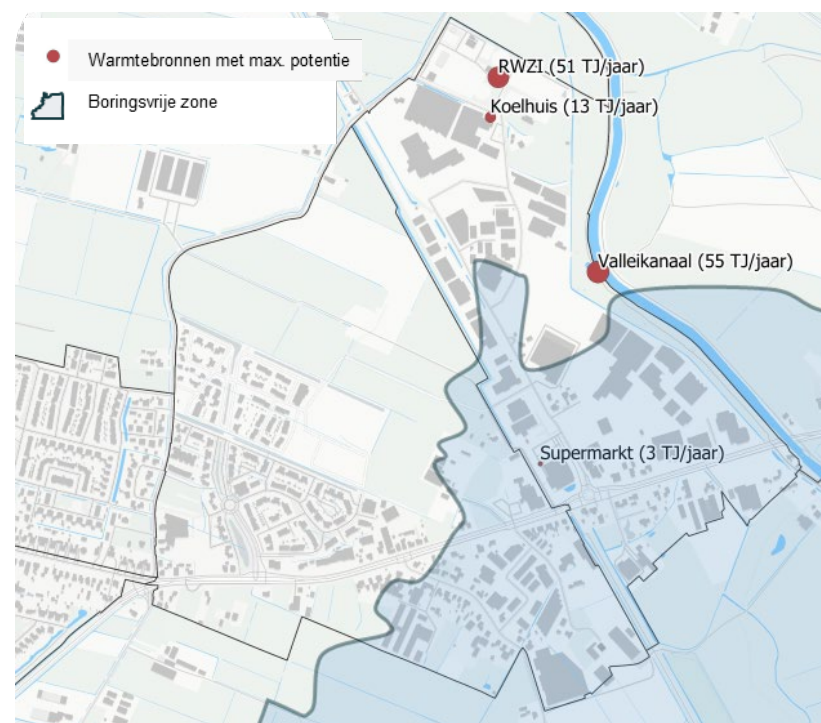 Warmtebronnen met max. potentie
Boringsvrije zone
RWZI (51 TJ/jaar)
Koelhuis (13 TJ/jaar)
Valleikanaal (55 TJ/jaar)
Supermarkt (3 TJ/jaar)